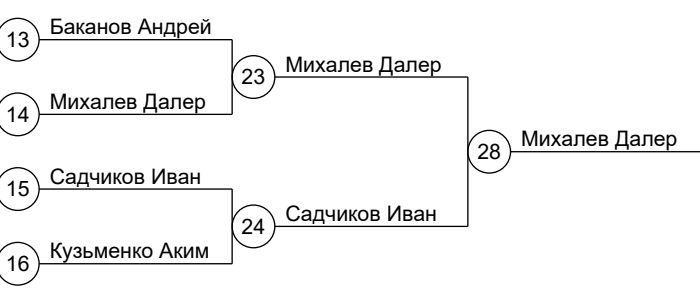 13 Баканов Андрей
14 Михалев Далер
23 Михалев Далер
15 Садчиков Иван
16 Кузьменко Аким
24 Садчиков Иван
28 Михалев Далер